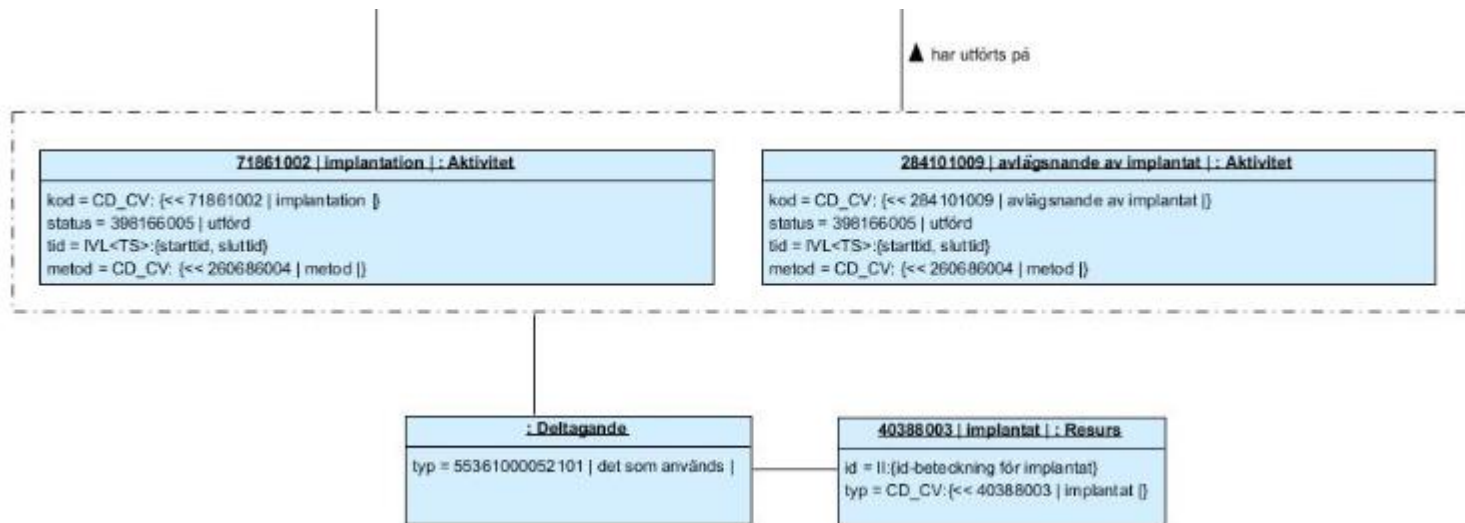 ▲ har utförts på
71861002 | implantation | : Aktivitet
kod = CD_CV: {<< 71861002 | implantation |}
status = 398166005 | utförd
tid = IVL<TS>:{starttid, sluttid}
metod = CD_CV: {<< 260686004 | metod |}
284101009 | avlägsnande av implantat | : Aktivitet
kod = CD_CV: {<< 284101009 | avlägsnande av implantat |}
status = 398166005 | utförd
tid = IVL<TS>:{starttid, sluttid}
metod = CD_CV: {<< 260686004 | metod |}
: Deltagande
typ = 55361000052101 | det som används |
40388003 | implantat | : Resurs
id = II:{id-beteckning för implantat}
typ = CD_CV:{<< 40388003 | implantat |}